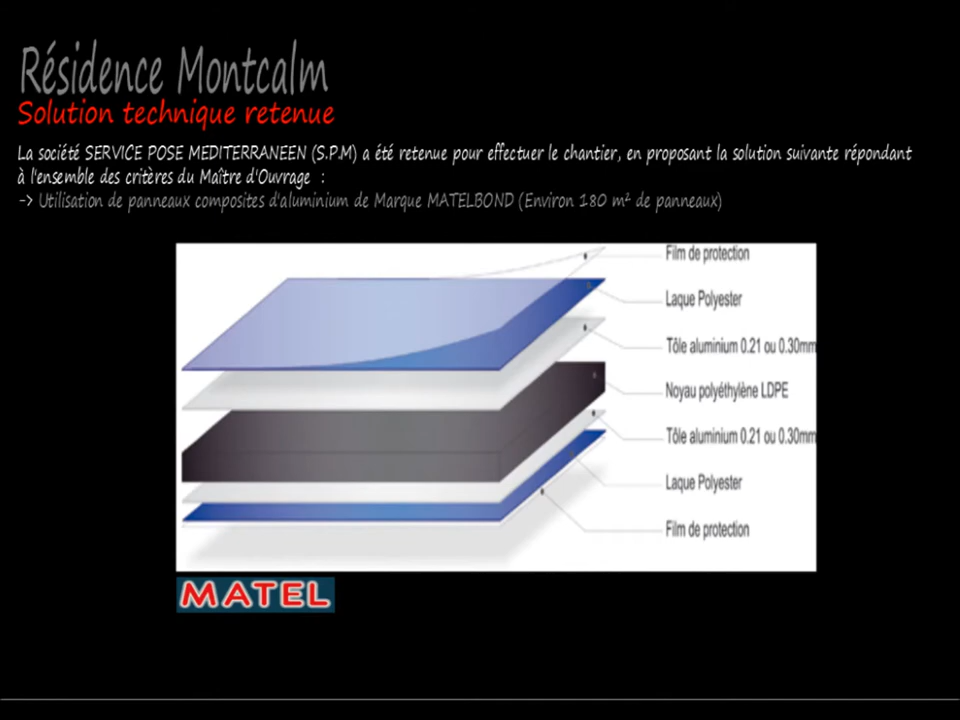 Résidence Montcalm
Solution technique retenue
La société SERVICE POSE MEDITERRANEEN (S.P.M) a été retenue pour effectuer le chantier, en proposant la solution suivante répondant
à l'ensemble des critères du Maître d'Ouvrage :
-> Utilisation de panneaux composites d'aluminium de Marque MATELBOND (Environ 180 m² de panneaux)
Film de protection
Laque Polyester
Tôle aluminium 0.21 ou 0.30mm
Noyau polyéthylène LDPE
Tôle aluminium 0.21 ou 0.30mm
Laque Polyester
Film de protection
MATEL